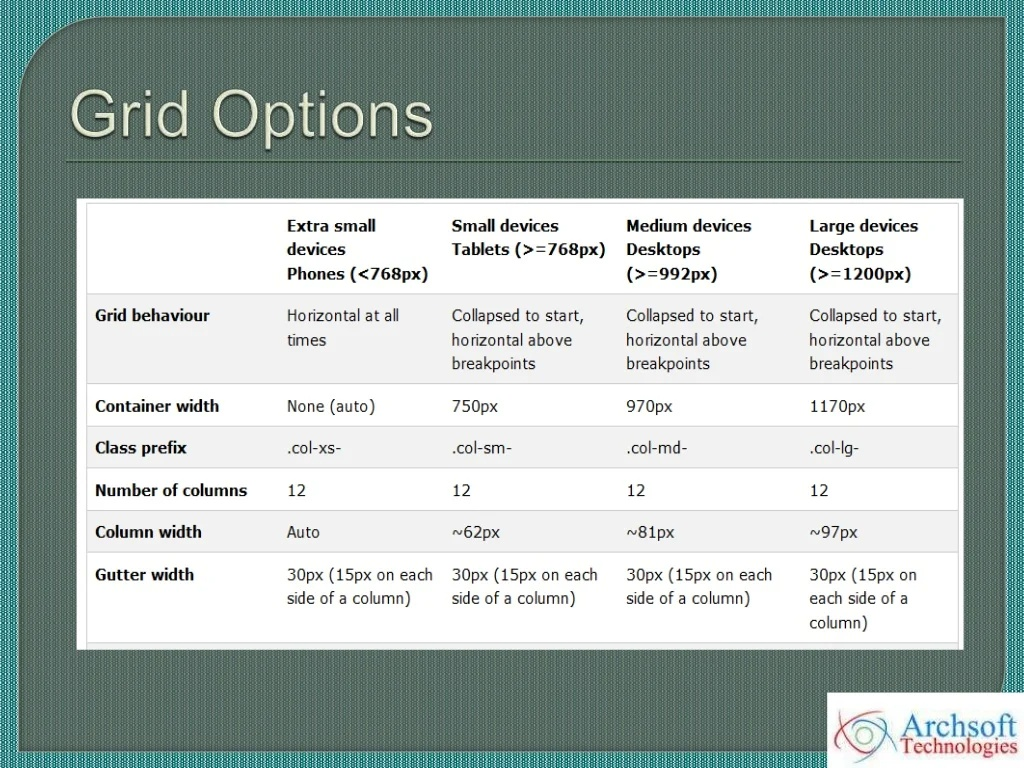 Grid Options
Extra small devices Phones (<768px)
Small devices Tablets (>=768px)
Medium devices Desktops (>=992px)
Large devices Desktops (>=1200px)
Grid behaviour
Horizontal at all times
Collapsed to start, horizontal above breakpoints
Collapsed to start, horizontal above breakpoints
Collapsed to start, horizontal above breakpoints
Container width
None (auto)
750px
970px
1170px
Class prefix
.col-xs-
.col-sm-
.col-md-
.col-lg-
Number of columns
12
12
12
12
Column width
Auto
~62px
~81px
~97px
Gutter width
30px (15px on each side of a column)
30px (15px on each side of a column)
30px (15px on each side of a column)
30px (15px on each side of a column)
Archsoft
Technologies